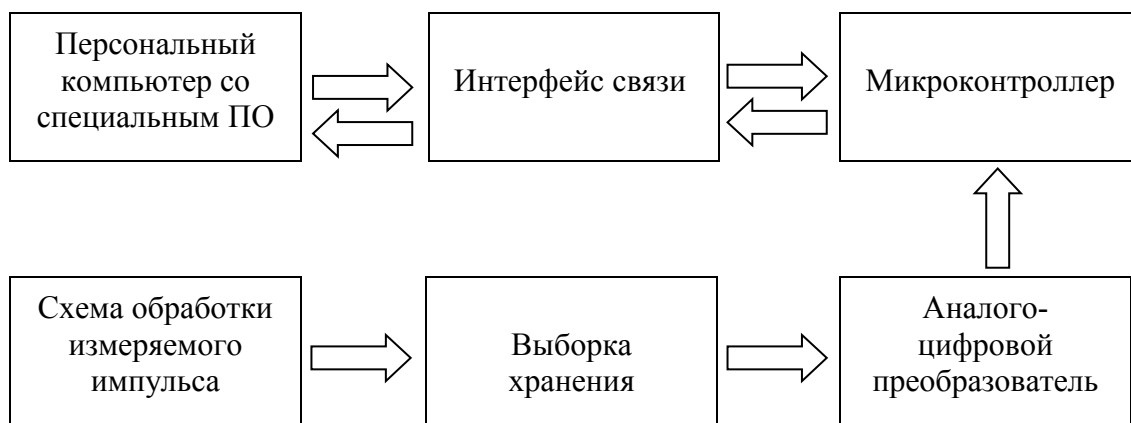 Персональный
компьютер со
специальным ПО
Интерфейс связи
Микроконтроллер
Схема обработки
измеряемого
импульса
Выборка
хранения
Аналого-
цифровой
преобразователь